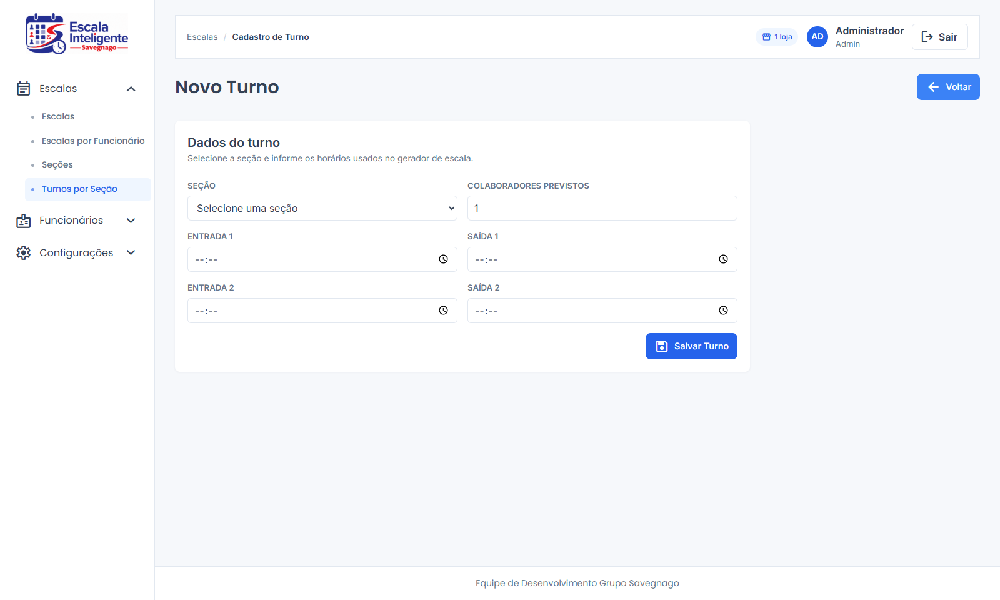 Escala
Inteligente
Savegnago
Escalas
Escalas
Escalas por Funcionário
Seções
Turnos por Seção
Funcionários
Configurações
Escalas / Cadastro de Turno
1 loja
AD
Administrador
Admin
Sair
Novo Turno
Voltar
Dados do turno
Selecione a seção e informe os horários usados no gerador de escala.
SEÇÃO
COLABORADORES PREVISTOS
Selecione uma seção
1
ENTRADA 1
SAÍDA 1
--:--
--:--
ENTRADA 2
SAÍDA 2
--:--
--:--
Salvar Turno
Equipe de Desenvolvimento Grupo Savegnago